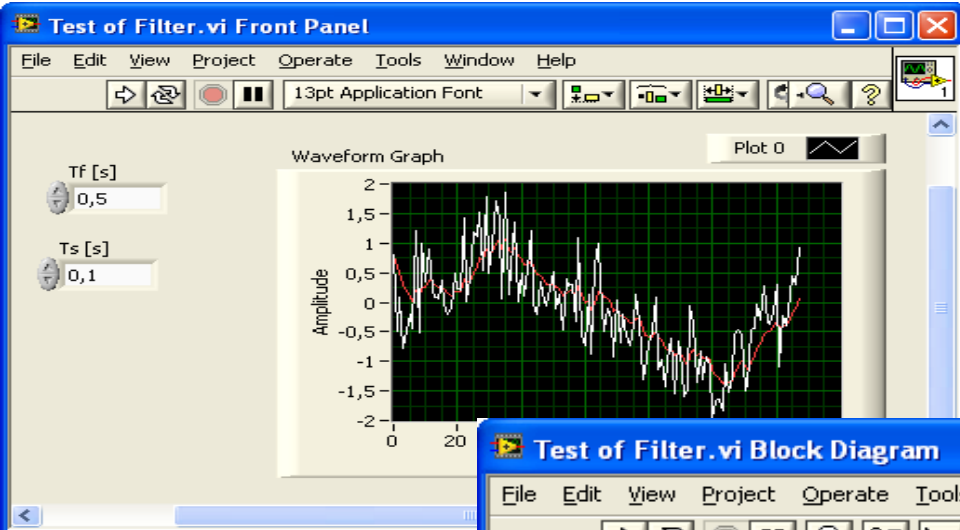 Test of Filter.vi Front Panel
File Edit View Project Operate Tools Window Help
13pt Application Font
1
Waveform Graph
Plot 0
Tf [s]
0,5
Ts [s]
0,1
Amplitude
2
1,5
1
0,5
0
-0,5
-1
-1,5
-2
0 20
Test of Filter.vi Block Diagram
File Edit View Project Operate Tools